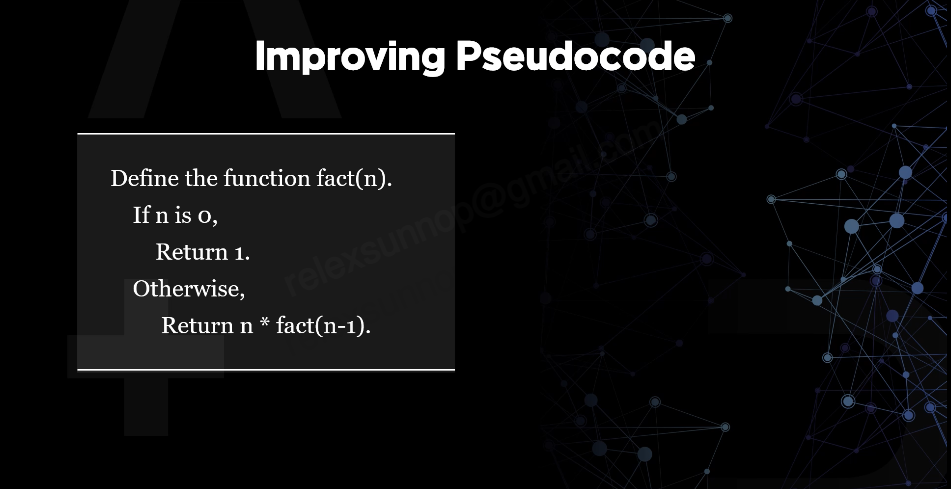 Improving Pseudocode
Define the function fact(n).
If n is 0,
Return 1.
Otherwise,
Return n * fact(n-1).
relexsunnop@gmail.com